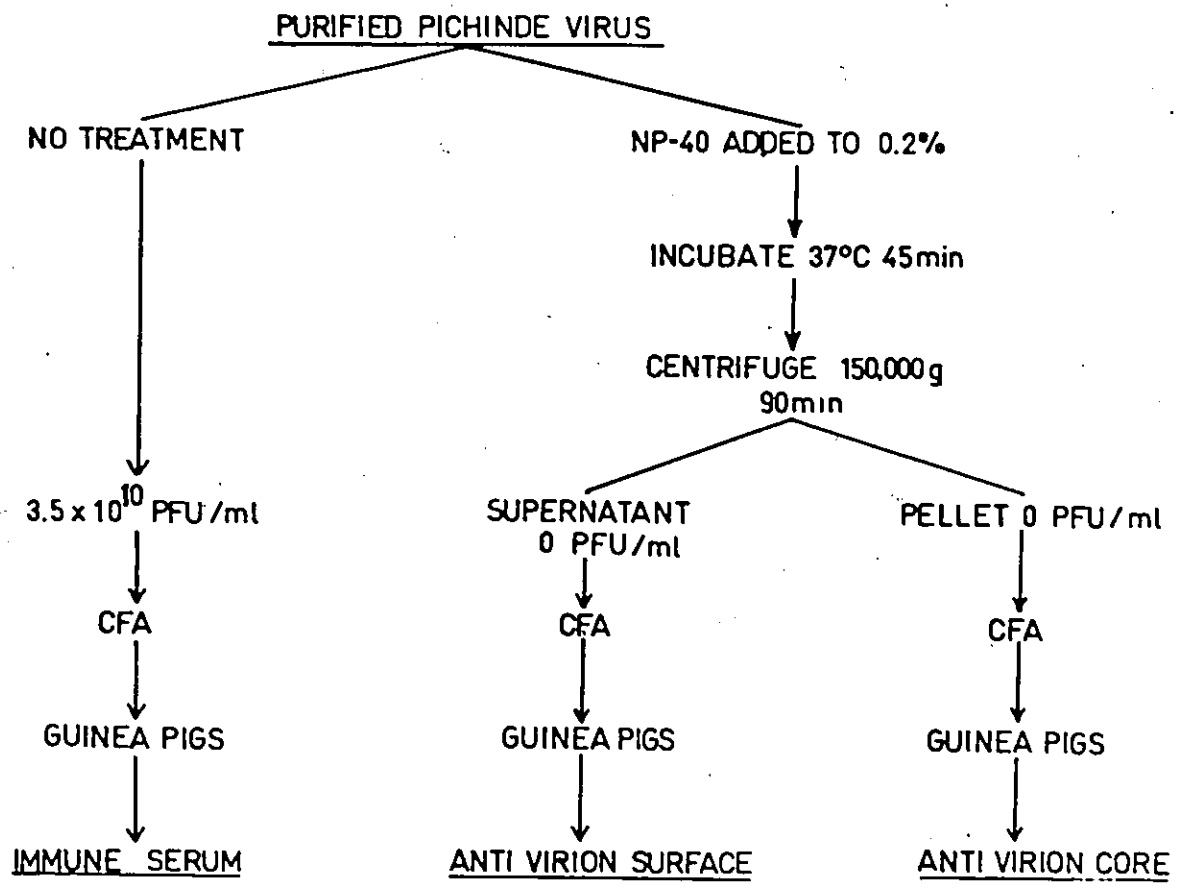 PURIFIED PICHINDE VIRUS
NO TREATMENT
NP-40 ADDED TO 0.2%
INCUBATE 37°C 45min
CENTRIFUGE 150,000g
90min
3.5 x 10¹⁰ PFU/ml
SUPERNATANT
0 PFU/ml
PELLET 0 PFU/ml
CFA
CFA
CFA
GUINEA PIGS
GUINEA PIGS
GUINEA PIGS
IMMUNE SERUM
ANTI VIRION SURFACE
ANTI VIRION CORE